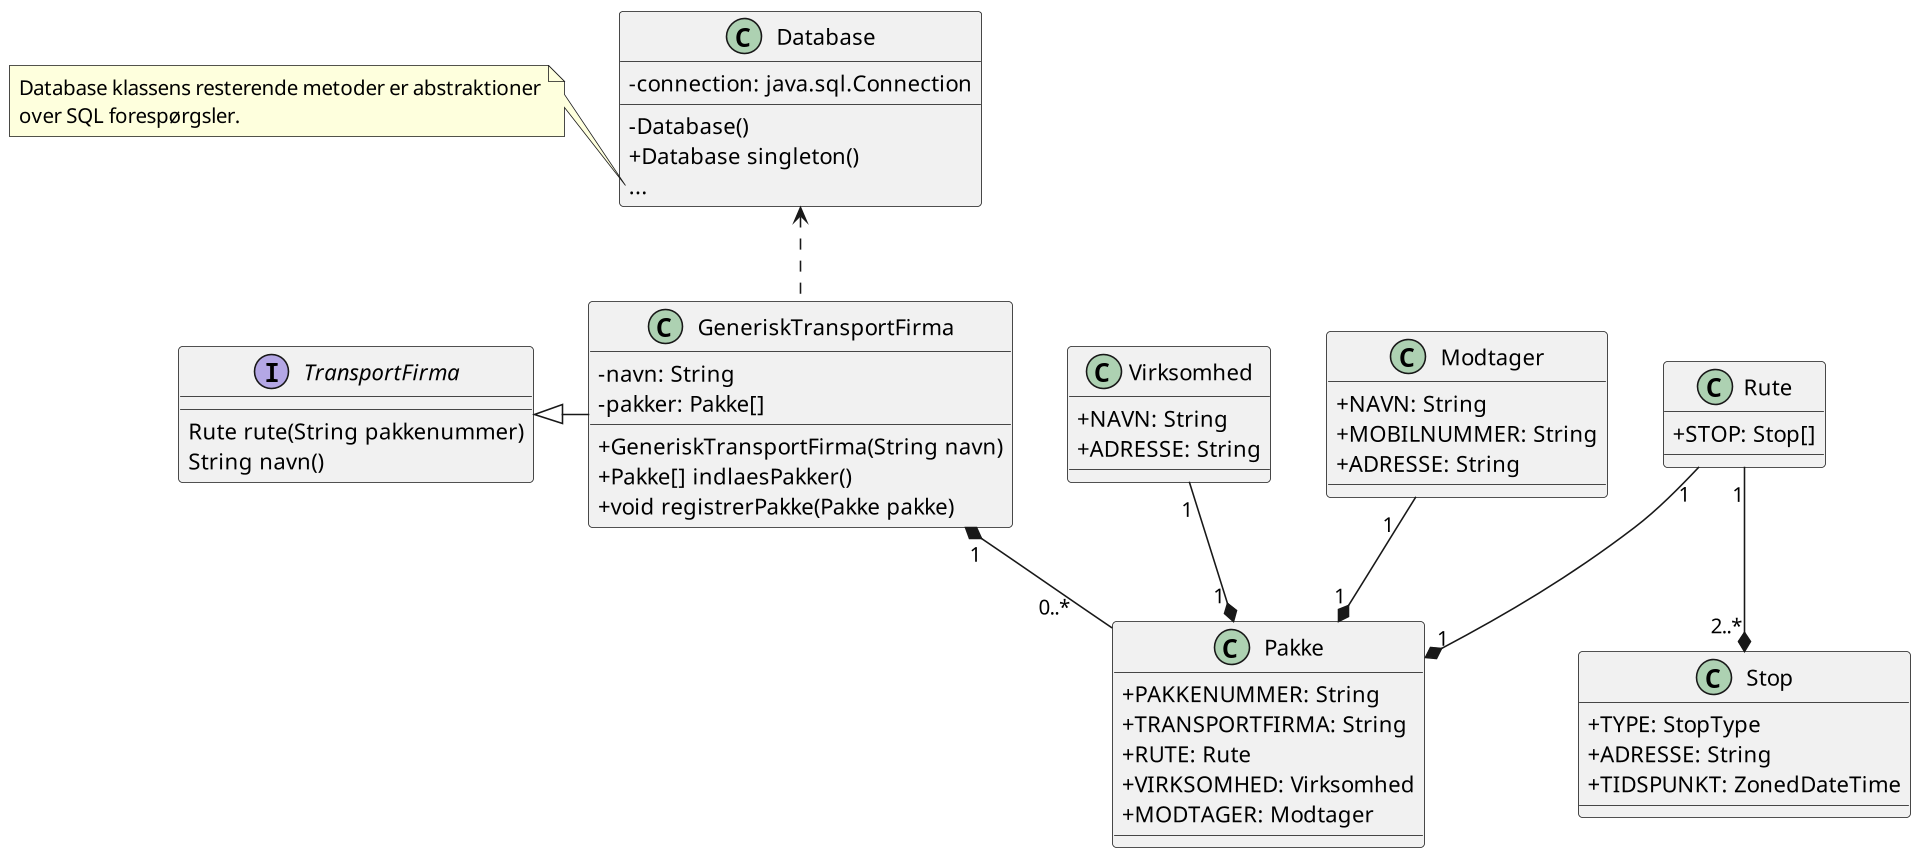 C Database
-connection: java.sql.Connection
-Database()
+Database singleton()
...
Database klassens resterende metoder er abstraktioner
over SQL forespørgsler.
I TransportFirma
Rute rute(String pakkenummer)
String navn()
C GeneriskTransportFirma
-navn: String
-pakker: Pakke[]
+GeneriskTransportFirma(String navn)
+Pakke[] indlaesPakker()
+void registrerPakke(Pakke pakke)
C Virksomhed
+NAVN: String
+ADRESSE: String
C Modtager
+NAVN: String
+MOBILNUMMER: String
+ADRESSE: String
C Rute
+STOP: Stop[]
1
0..*
1
1
1
1
1
1
1
2..*
C Pakke
+PAKKENUMMER: String
+TRANSPORTFIRMA: String
+RUTE: Rute
+VIRKSOMHED: Virksomhed
+MODTAGER: Modtager
C Stop
+TYPE: StopType
+ADRESSE: String
+TIDSPUNKT: ZonedDateTime